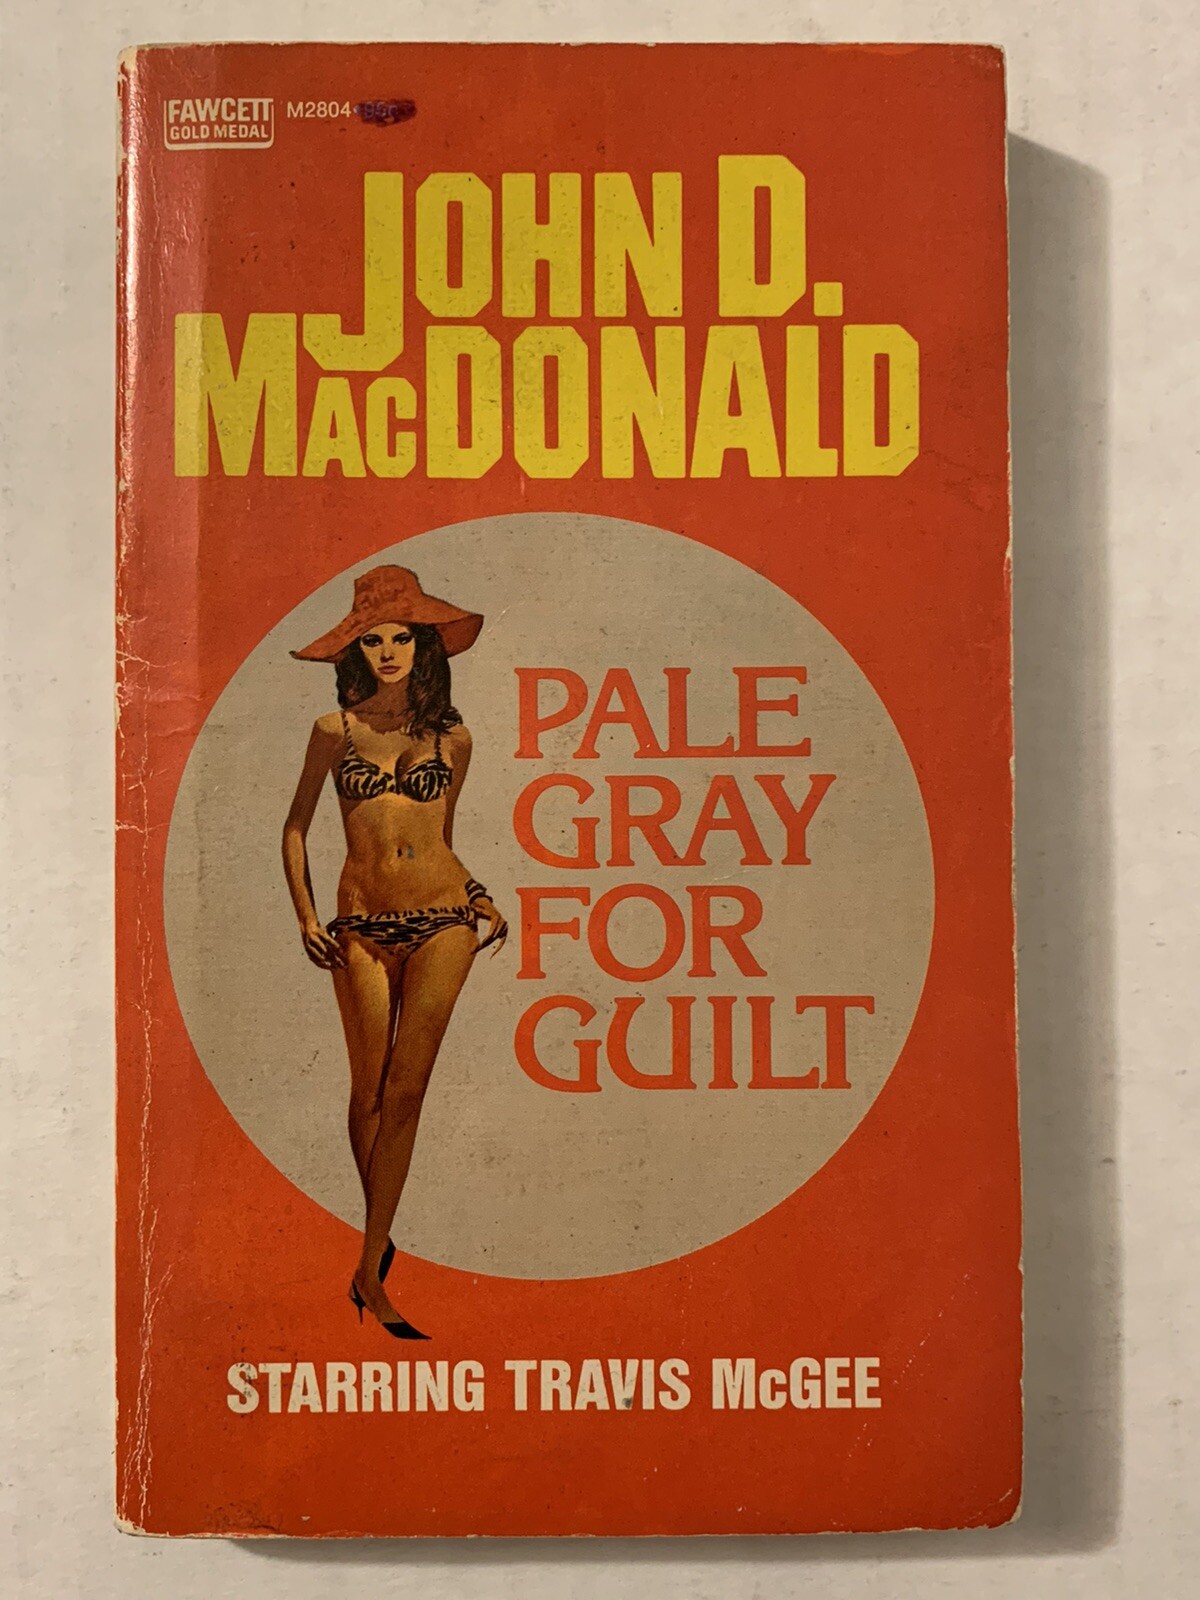 FAWCETT
GOLD MEDAL
M2804
JOHN D.
MACDONALD
PALE
GRAY
FOR
GUILT
STARRING TRAVIS McGEE